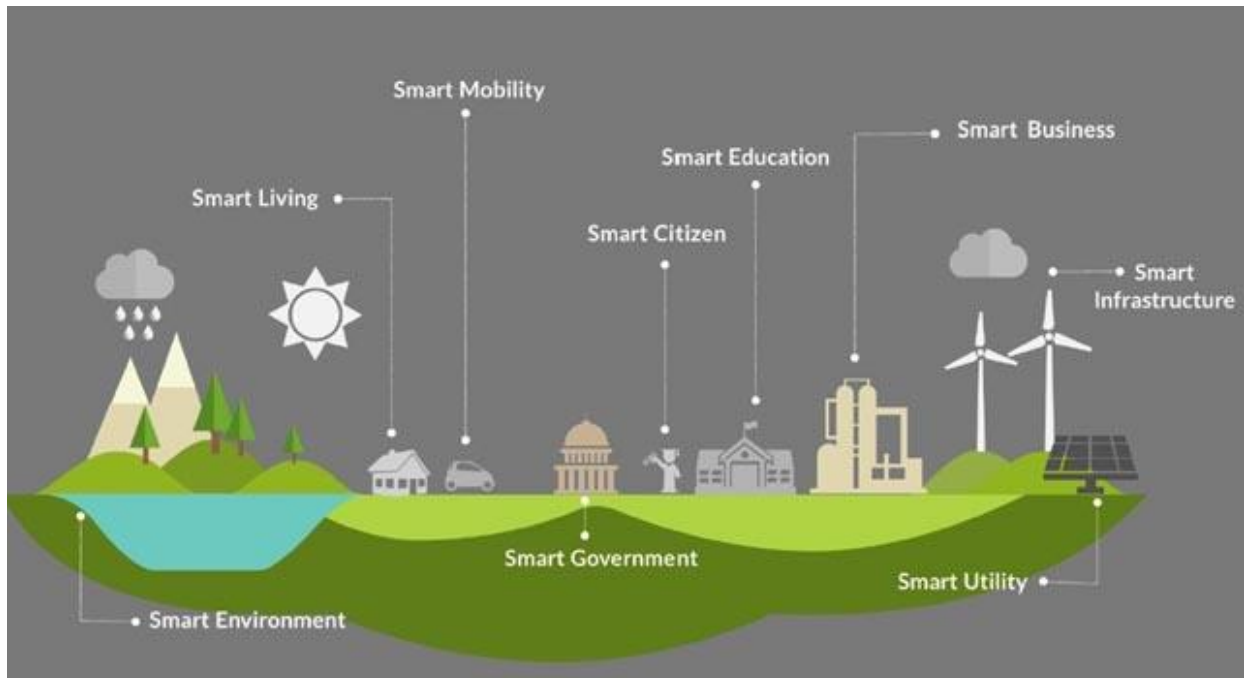 Smart Mobility
Smart Business
Smart Education
Smart Living
Smart Citizen
Smart
Infrastructure
Smart Government
Smart Utility
Smart Environment